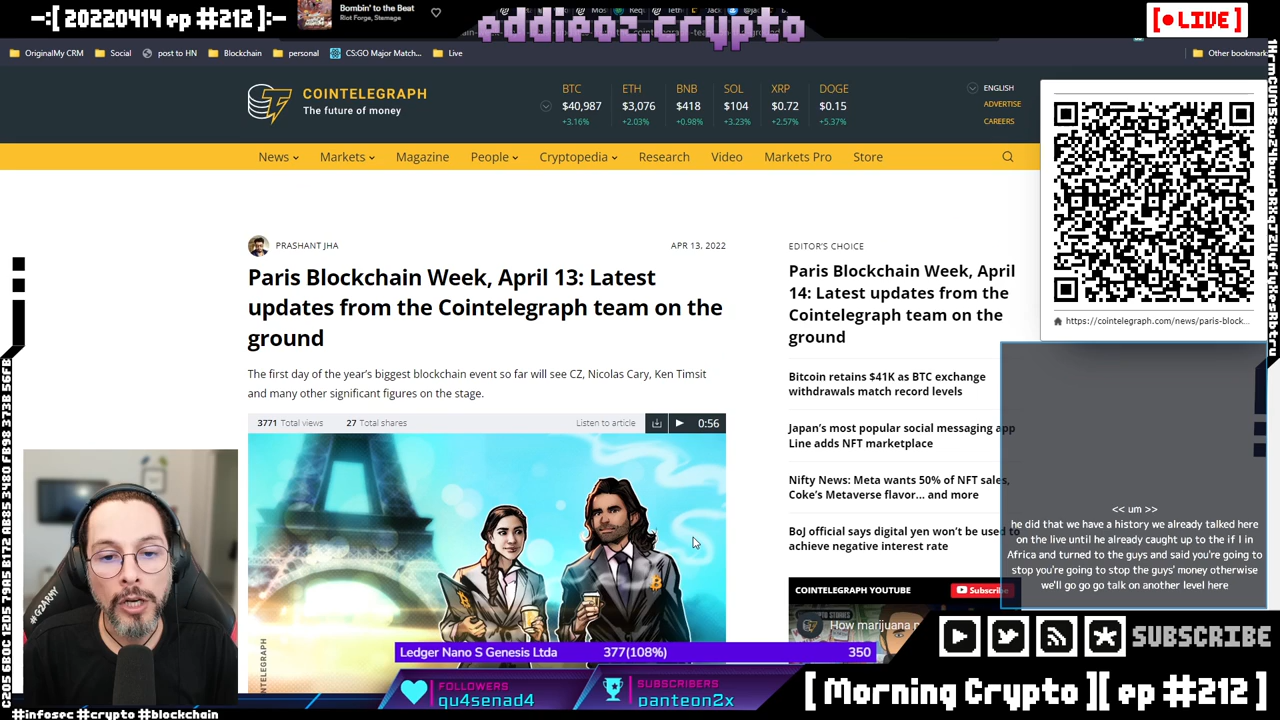 -:[ 20220414 ep #212 ]:-
Bombin' to the Beat
Riot Forge, Stemage
eddieoz.crypto
[ LIVE ]
OriginalMy CRM
Social
post to HN
Blockchain
personal
CS:GO Major Match...
Live
Other bookmark
COINTELEGRAPH
The future of money
BTC ETH BNB SOL XRP DOGE
$40,987 $3,076 $418 $104 $0.72 $0.15
+3.16% +2.03% +0.98% +3.23% +2.57% +5.37%
ENGLISH
ADVERTISE
CAREERS
News Markets Magazine People Cryptopedia Research Video Markets Pro Store
PRASHANT JHA
APR 13, 2022
Paris Blockchain Week, April 13: Latest
updates from the Cointelegraph team on the
ground
The first day of the year's biggest blockchain event so far will see CZ, Nicolas Cary, Ken Timsit
and many other significant figures on the stage.
3771 Total views
27 Total shares
Listen to article
0:56
EDITOR'S CHOICE
Paris Blockchain Week, April
14: Latest updates from the
Cointelegraph team on the
ground
Bitcoin retains $41K as BTC exchange
withdrawals match record levels
Japan's most popular social messaging app
Line adds NFT marketplace
Nifty News: Meta wants 50% of NFT sales,
Coke's Metaverse flavor... and more
BoJ official says digital yen won't be used to
achieve negative interest rate
COINTELEGRAPH YOUTUBE
Subscribe
How marijuana
https://cointelegraph.com/news/paris-block...
<< um >>
he did that we have a history we already talked here
on the live until he already caught up to the if I in
Africa and turned to the guys and said you're going to
stop you're going to stop the guys' money otherwise
we'll go go go talk on another level here
#G2ARMY
Ledger Nano S Genesis Ltda
377(108%)
350
FOLLOWERS
qu4senad4
SUBSCRIBERS
panteon2x
SUBSCRIBE
[ Morning Crypto ][ ep #212 ]
#infosec #crypto #blockchain